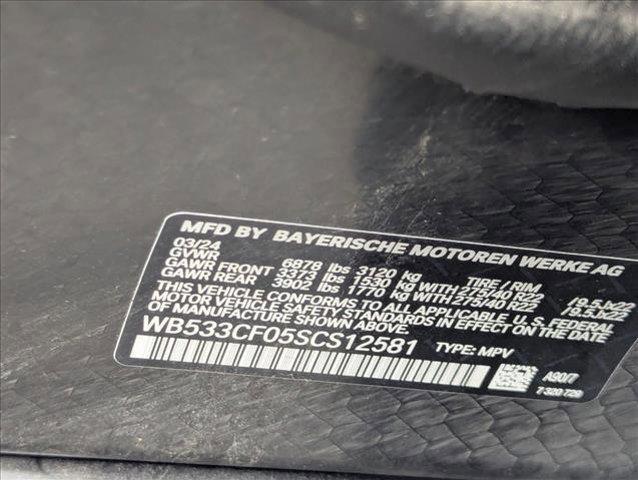 MFD BY BAYERISCHE MOTOREN WERKE AG
03/24
GVWR 6878 lbs 3120 kg TIRE / RIM
GAWR FRONT 3373 lbs 1530 kg WITH 275/40 R22 /9.5Jx22
GAWR REAR 3902 lbs 1770 kg WITH 275/40 R22 /9.5Jx22
THIS VEHICLE CONFORMS TO ALL APPLICABLE U.S. FEDERAL
MOTOR VEHICLE SAFETY STANDARDS IN EFFECT ON THE DATE
OF MANUFACTURE SHOWN ABOVE.
WB533CF05SCS12581 TYPE: MPV
A90/7
7 320 729